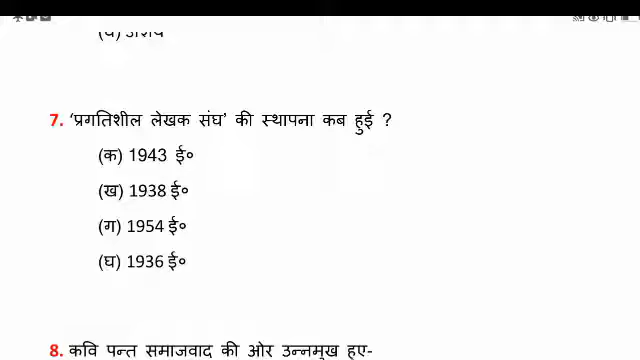 7. ‘प्रगतिशील लेखक संघ’ की स्थापना कब हुई ?
(क) 1943 ई०
(ख) 1938 ई०
(ग) 1954 ई०
(घ) 1936 ई०
8. कवि पन्त समाजवाद की ओर उन्नमुख हुए-